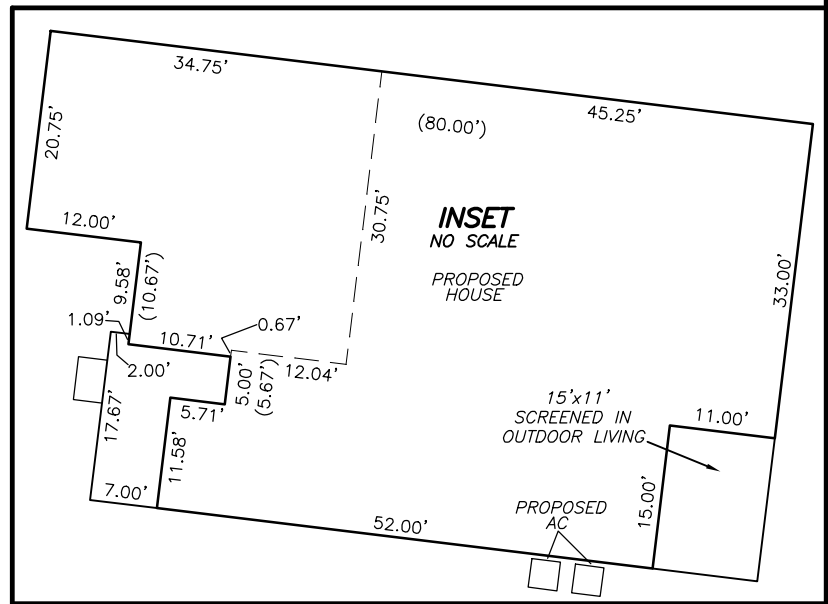 34.75'
45.25'
(80.00')
20.75'
30.75'
INSET
NO SCALE
PROPOSED
HOUSE
12.00'
33.00'
9.58'
(10.67')
1.09'
10.71'
0.67'
2.00'
12.04'
5.00'
(5.67')
5.71'
17.67'
11.58'
15'x11'
SCREENED IN
OUTDOOR LIVING
11.00'
15.00'
7.00'
52.00'
PROPOSED
AC